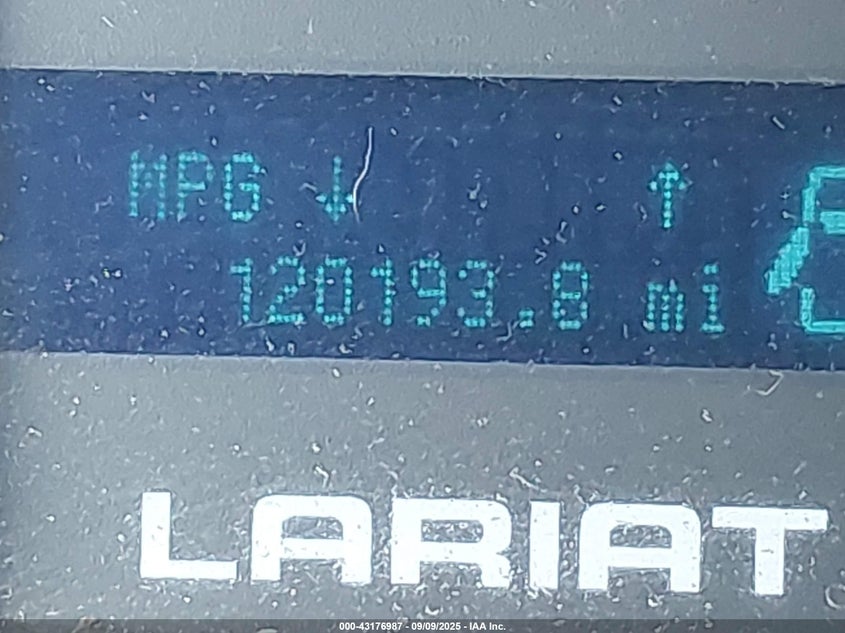 MPG ↓ ↑
120193.8 mi
LARIAT
000-43176987 - 09/09/2025 - IAA Inc.